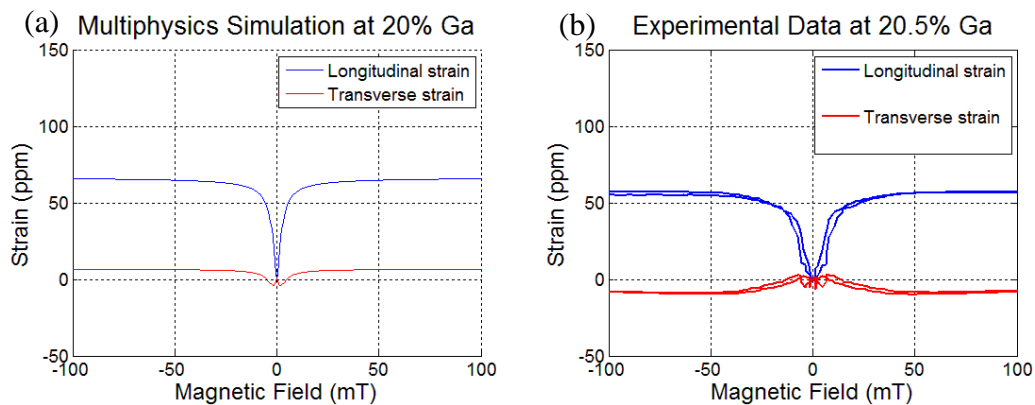 (a) Multiphysics Simulation at 20% Ga
150
100
50
0
-50
-100
-50
0
50
100
Strain (ppm)
Magnetic Field (mT)
Longitudinal strain
Transverse strain
(b) Experimental Data at 20.5% Ga
150
100
50
0
-50
-100
-50
0
50
100
Strain (ppm)
Magnetic Field (mT)
Longitudinal strain
Transverse strain